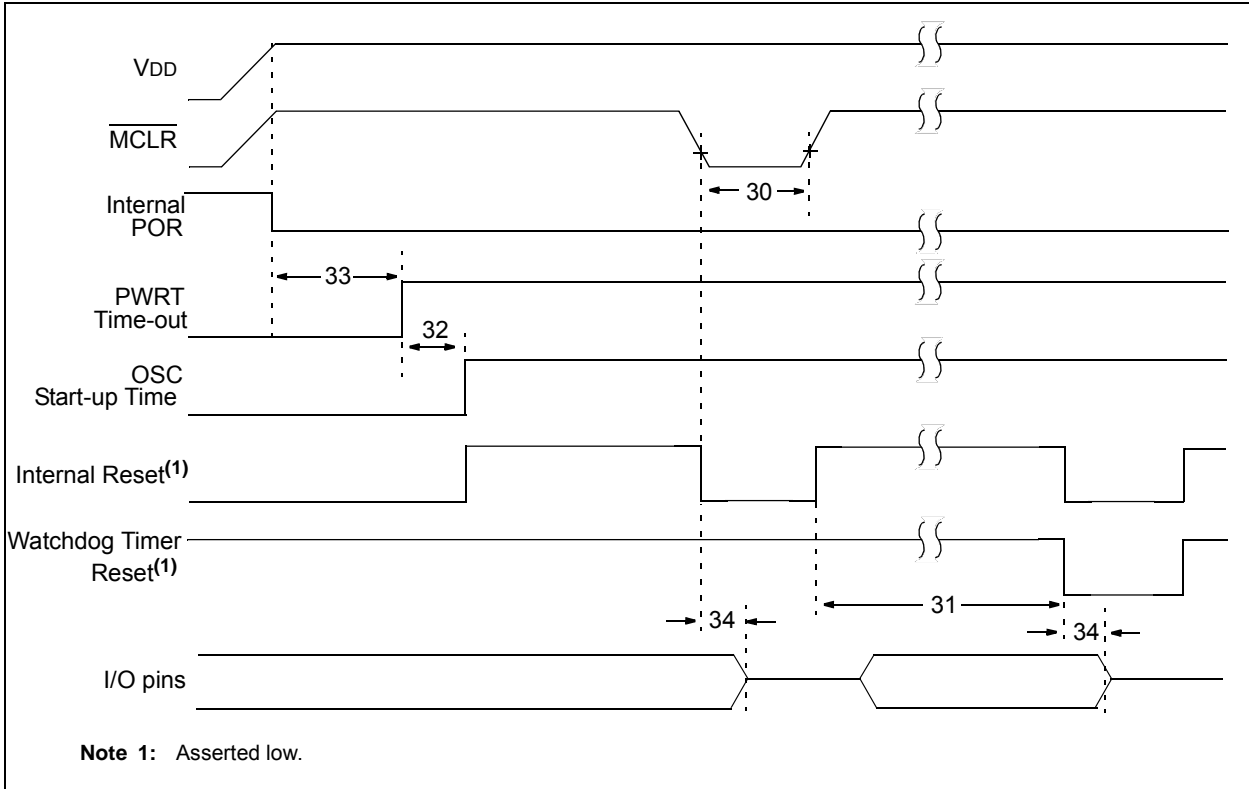 VDD
MCLR
30
Internal
POR
33
PWRT
Time-out
32
OSC
Start-up Time
Internal Reset(1)
Watchdog Timer
Reset(1)
31
34
34
I/O pins
Note 1: Asserted low.